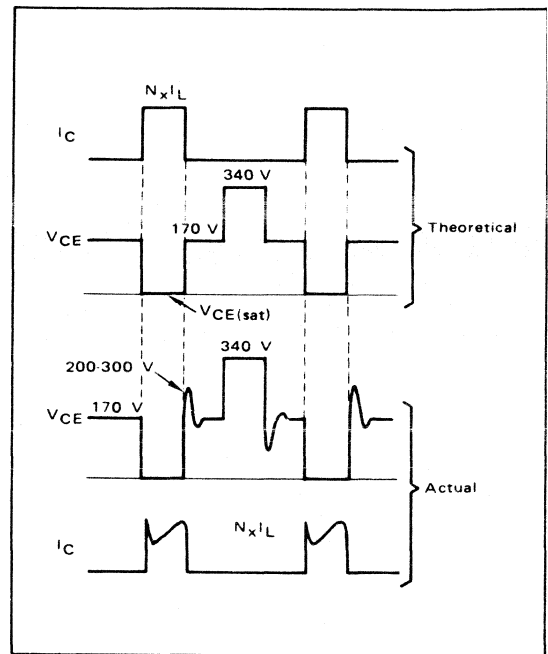 NxIL
IC
340 V
170 V
VCE
Theoretical
VCE(sat)
340 V
200-300 V
170 V
VCE
Actual
NxIL
IC